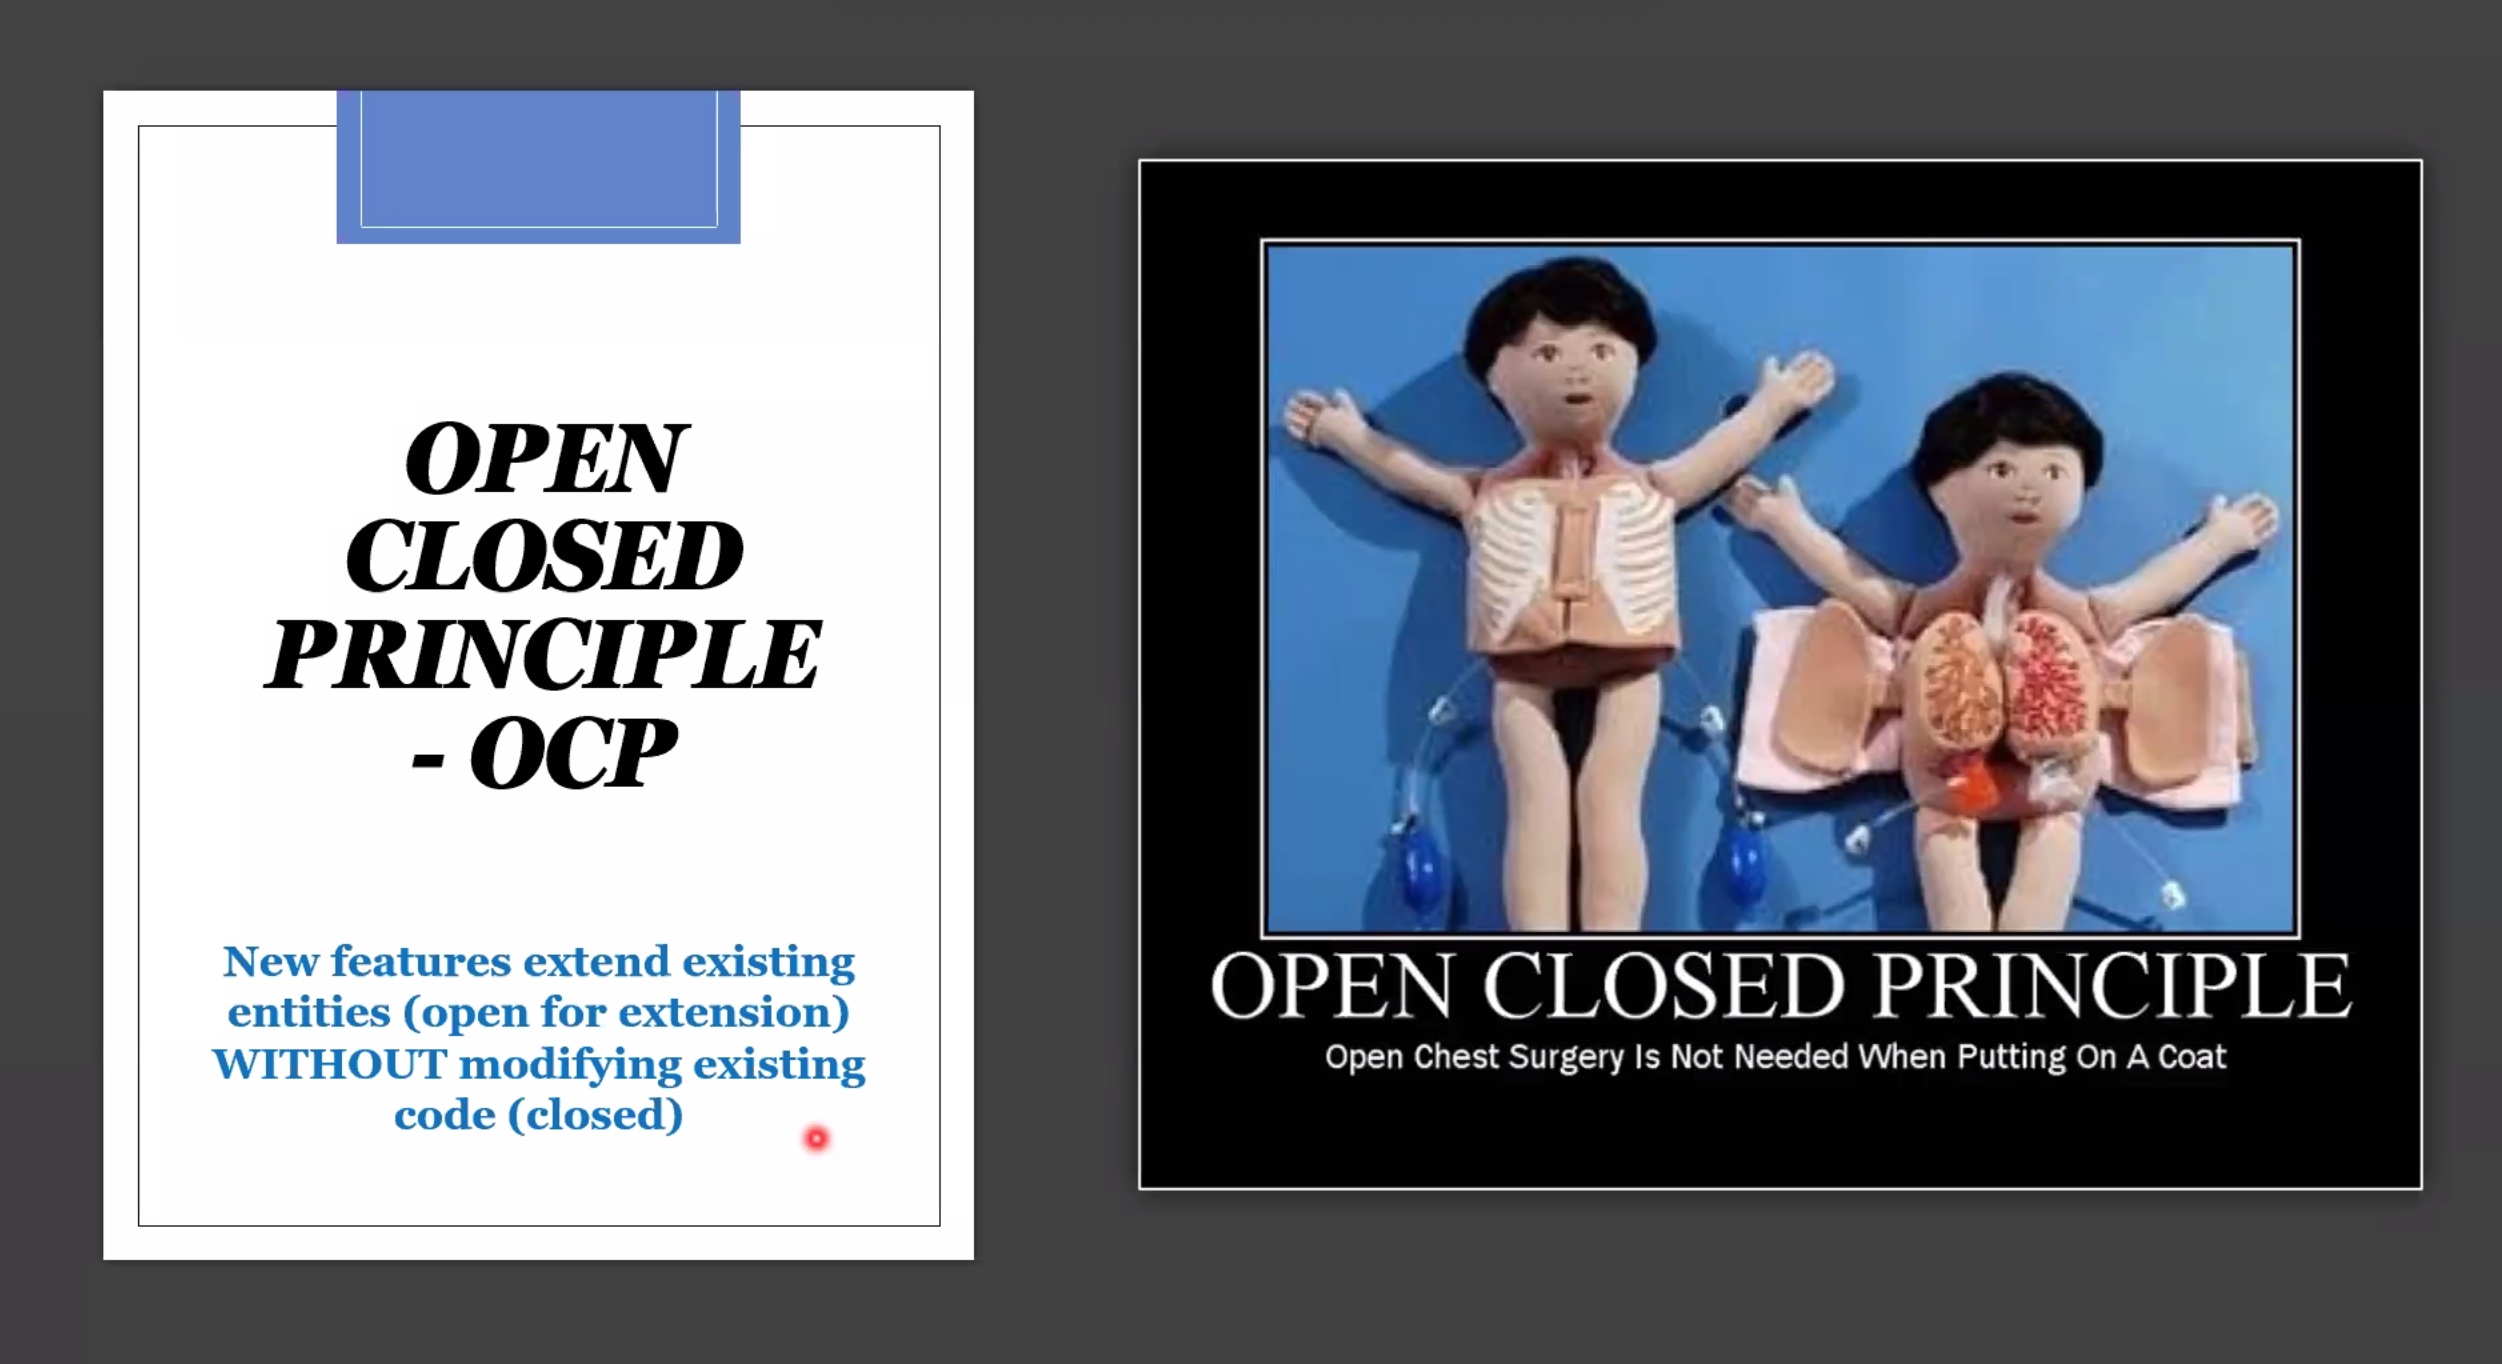 OPEN
CLOSED
PRINCIPLE
- OCP
New features extend existing
entities (open for extension)
WITHOUT modifying existing
code (closed)
OPEN CLOSED PRINCIPLE
Open Chest Surgery Is Not Needed When Putting On A Coat